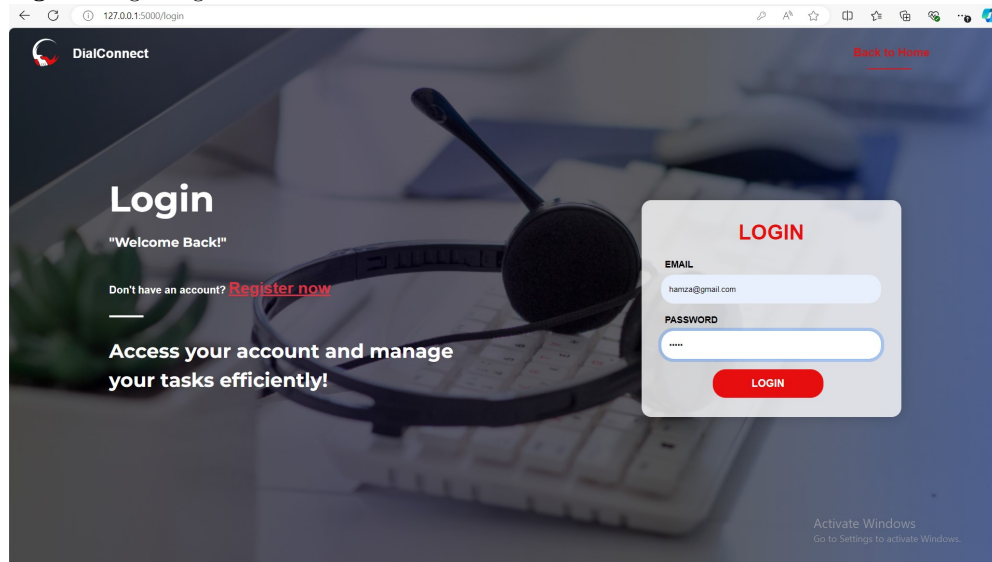 127.0.0.1:5000/login
DialConnect
Back to Home
Login
"Welcome Back!"
Don't have an account? Register now
Access your account and manage
your tasks efficiently!
LOGIN
EMAIL
hamza@gmail.com
PASSWORD
•••••
LOGIN
Activate Windows
Go to Settings to activate Windows.